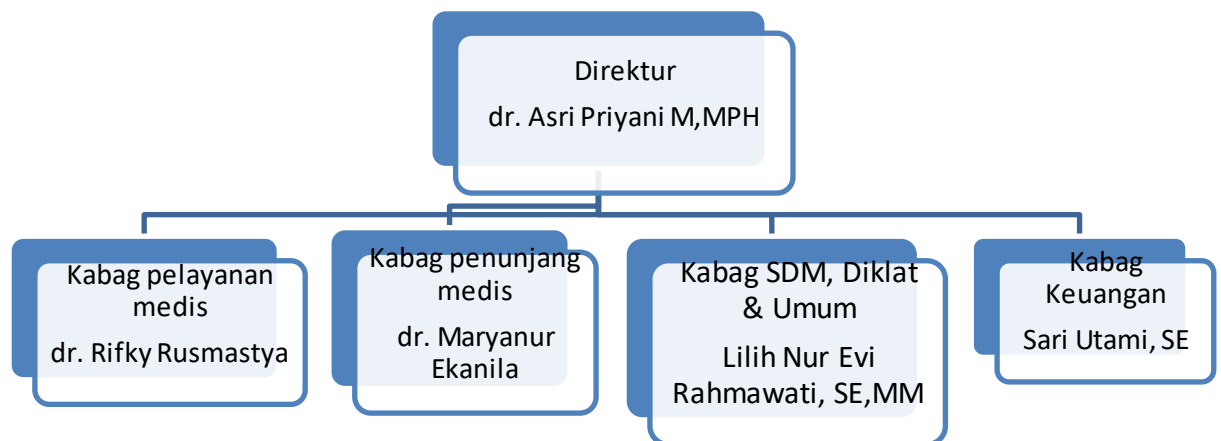 Direktur
dr. Asri Priyani M,MPH
Kabag pelayanan
medis
dr. Rifky Rusmastya
Kabag penunjang
medis
dr. Maryanur
Ekanila
Kabag SDM, Diklat
& Umum
Lilih Nur Evi
Rahmawati, SE,MM
Kabag
Keuangan
Sari Utami, SE